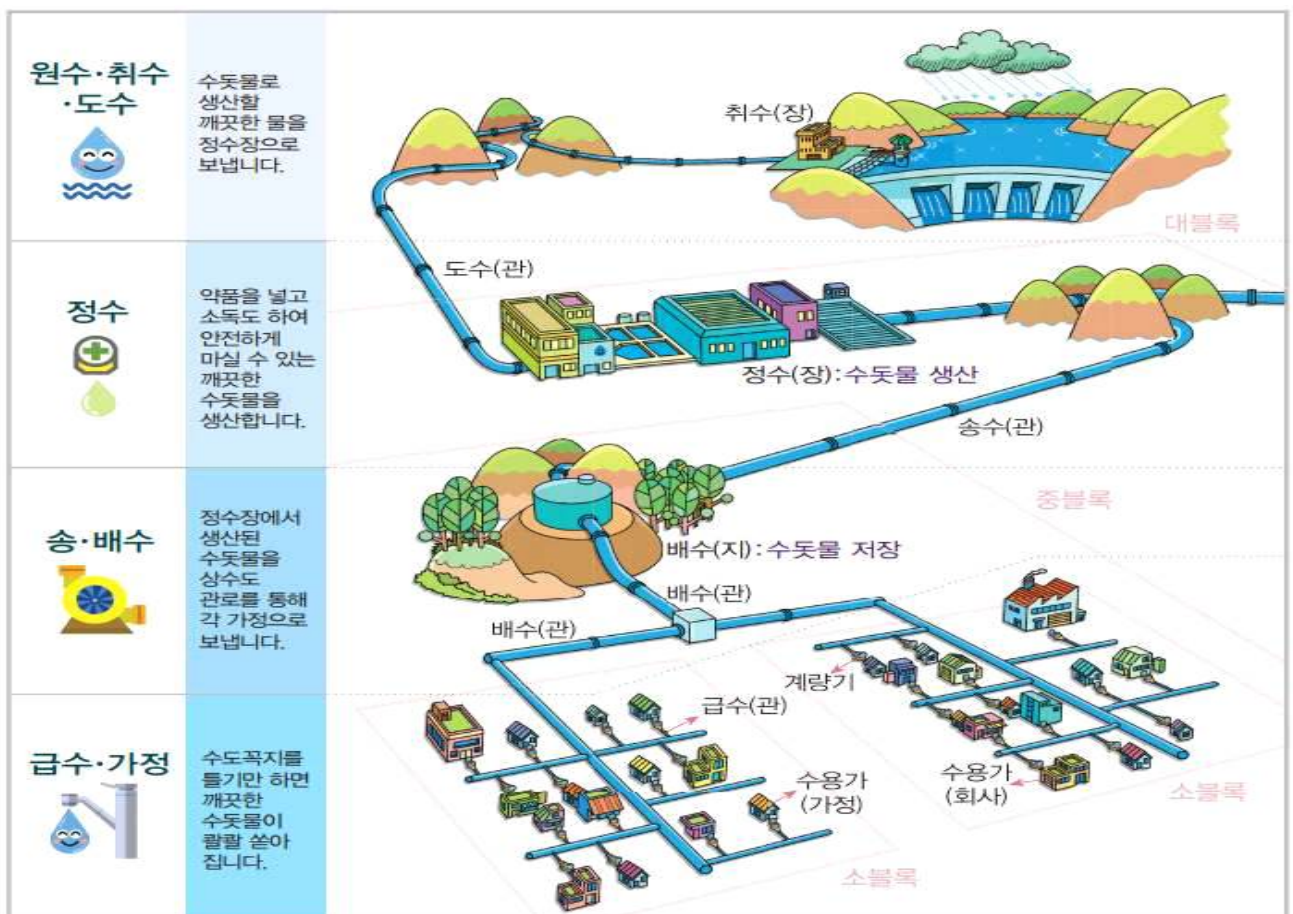 원수·취수
·도수
수돗물로
생산할
깨끗한 물을
정수장으로
보냅니다.
취수(장)
대블록
도수(관)
정수
약품을 넣고
소독도 하여
안전하게
마실 수 있는
깨끗한
수돗물을
생산합니다.
정수(장):수돗물 생산
송수(관)
중블록
송·배수
정수장에서
생산된
수돗물을
상수도
관로를 통해
각 가정으로
보냅니다.
배수(지):수돗물 저장
배수(관)
배수(관)
계량기
급수(관)
급수·가정
수도꼭지를
틀기만 하면
깨끗한
수돗물이
콸콸 쏟아
집니다.
수용가
(가정)
수용가
(회사)
소블록
소블록